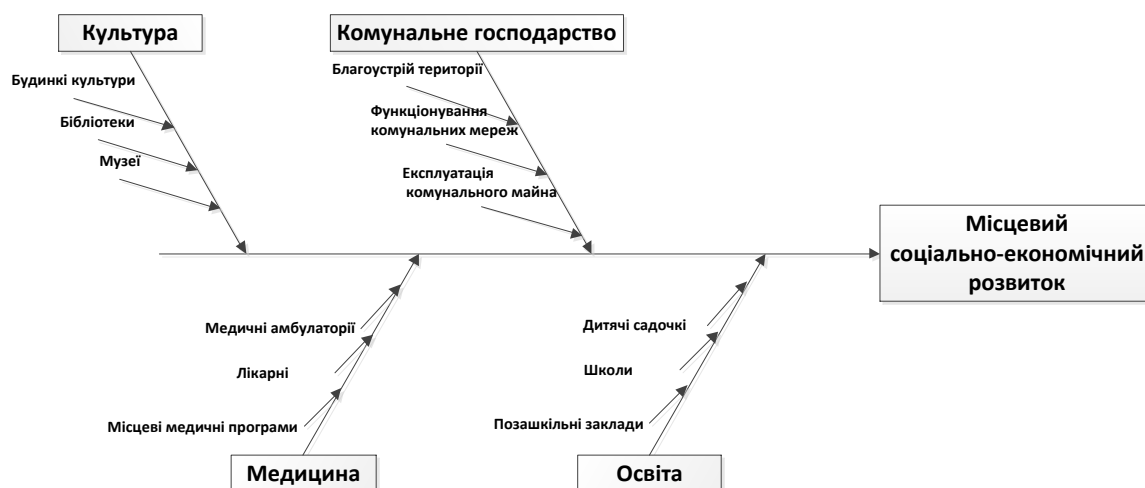 Культура
Комунальне господарство
Будинкі культури
Бібліотеки
Музеї
Благоустрій території
Функціонування
комунальних мереж
Експлуатація
комунального майна
Місцевий
соціально-економічний
розвиток
Медичні амбулаторії
Лікарні
Місцеві медичні програми
Дитячі садочкі
Школи
Позашкільні заклади
Медицина
Освіта